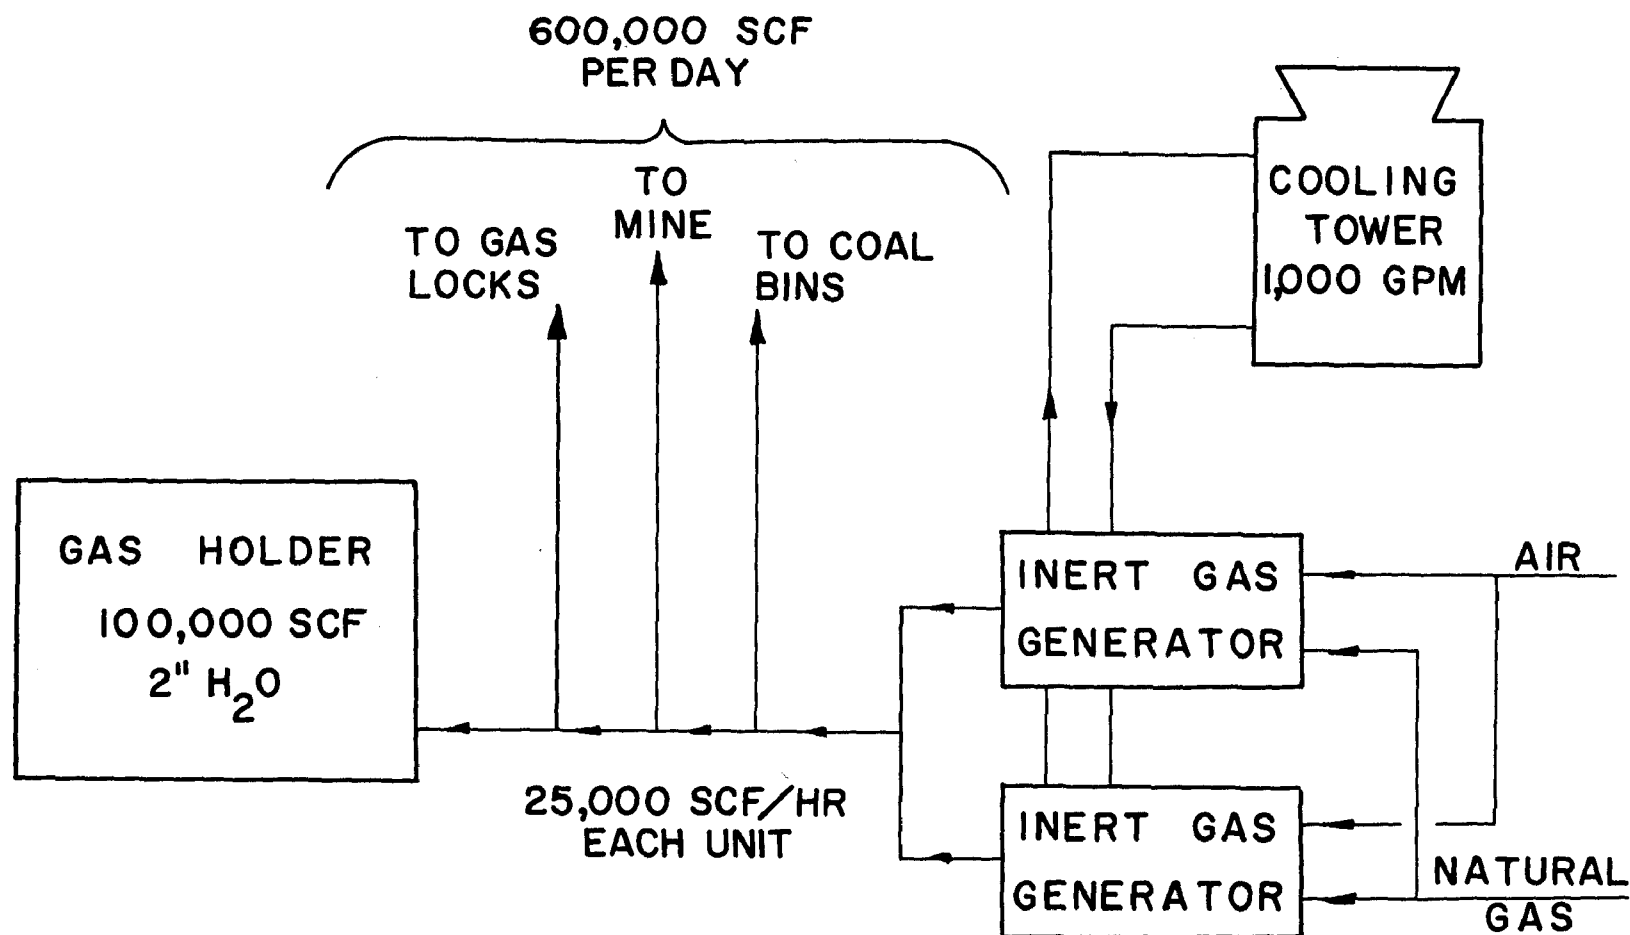 600,000 SCF
PER DAY
TO
MINE
TO GAS
LOCKS
TO COAL
BINS
COOLING
TOWER
1,000 GPM
GAS HOLDER
100,000 SCF
2" H₂O
INERT GAS
GENERATOR
AIR
25,000 SCF/HR
EACH UNIT
INERT GAS
GENERATOR
NATURAL
GAS